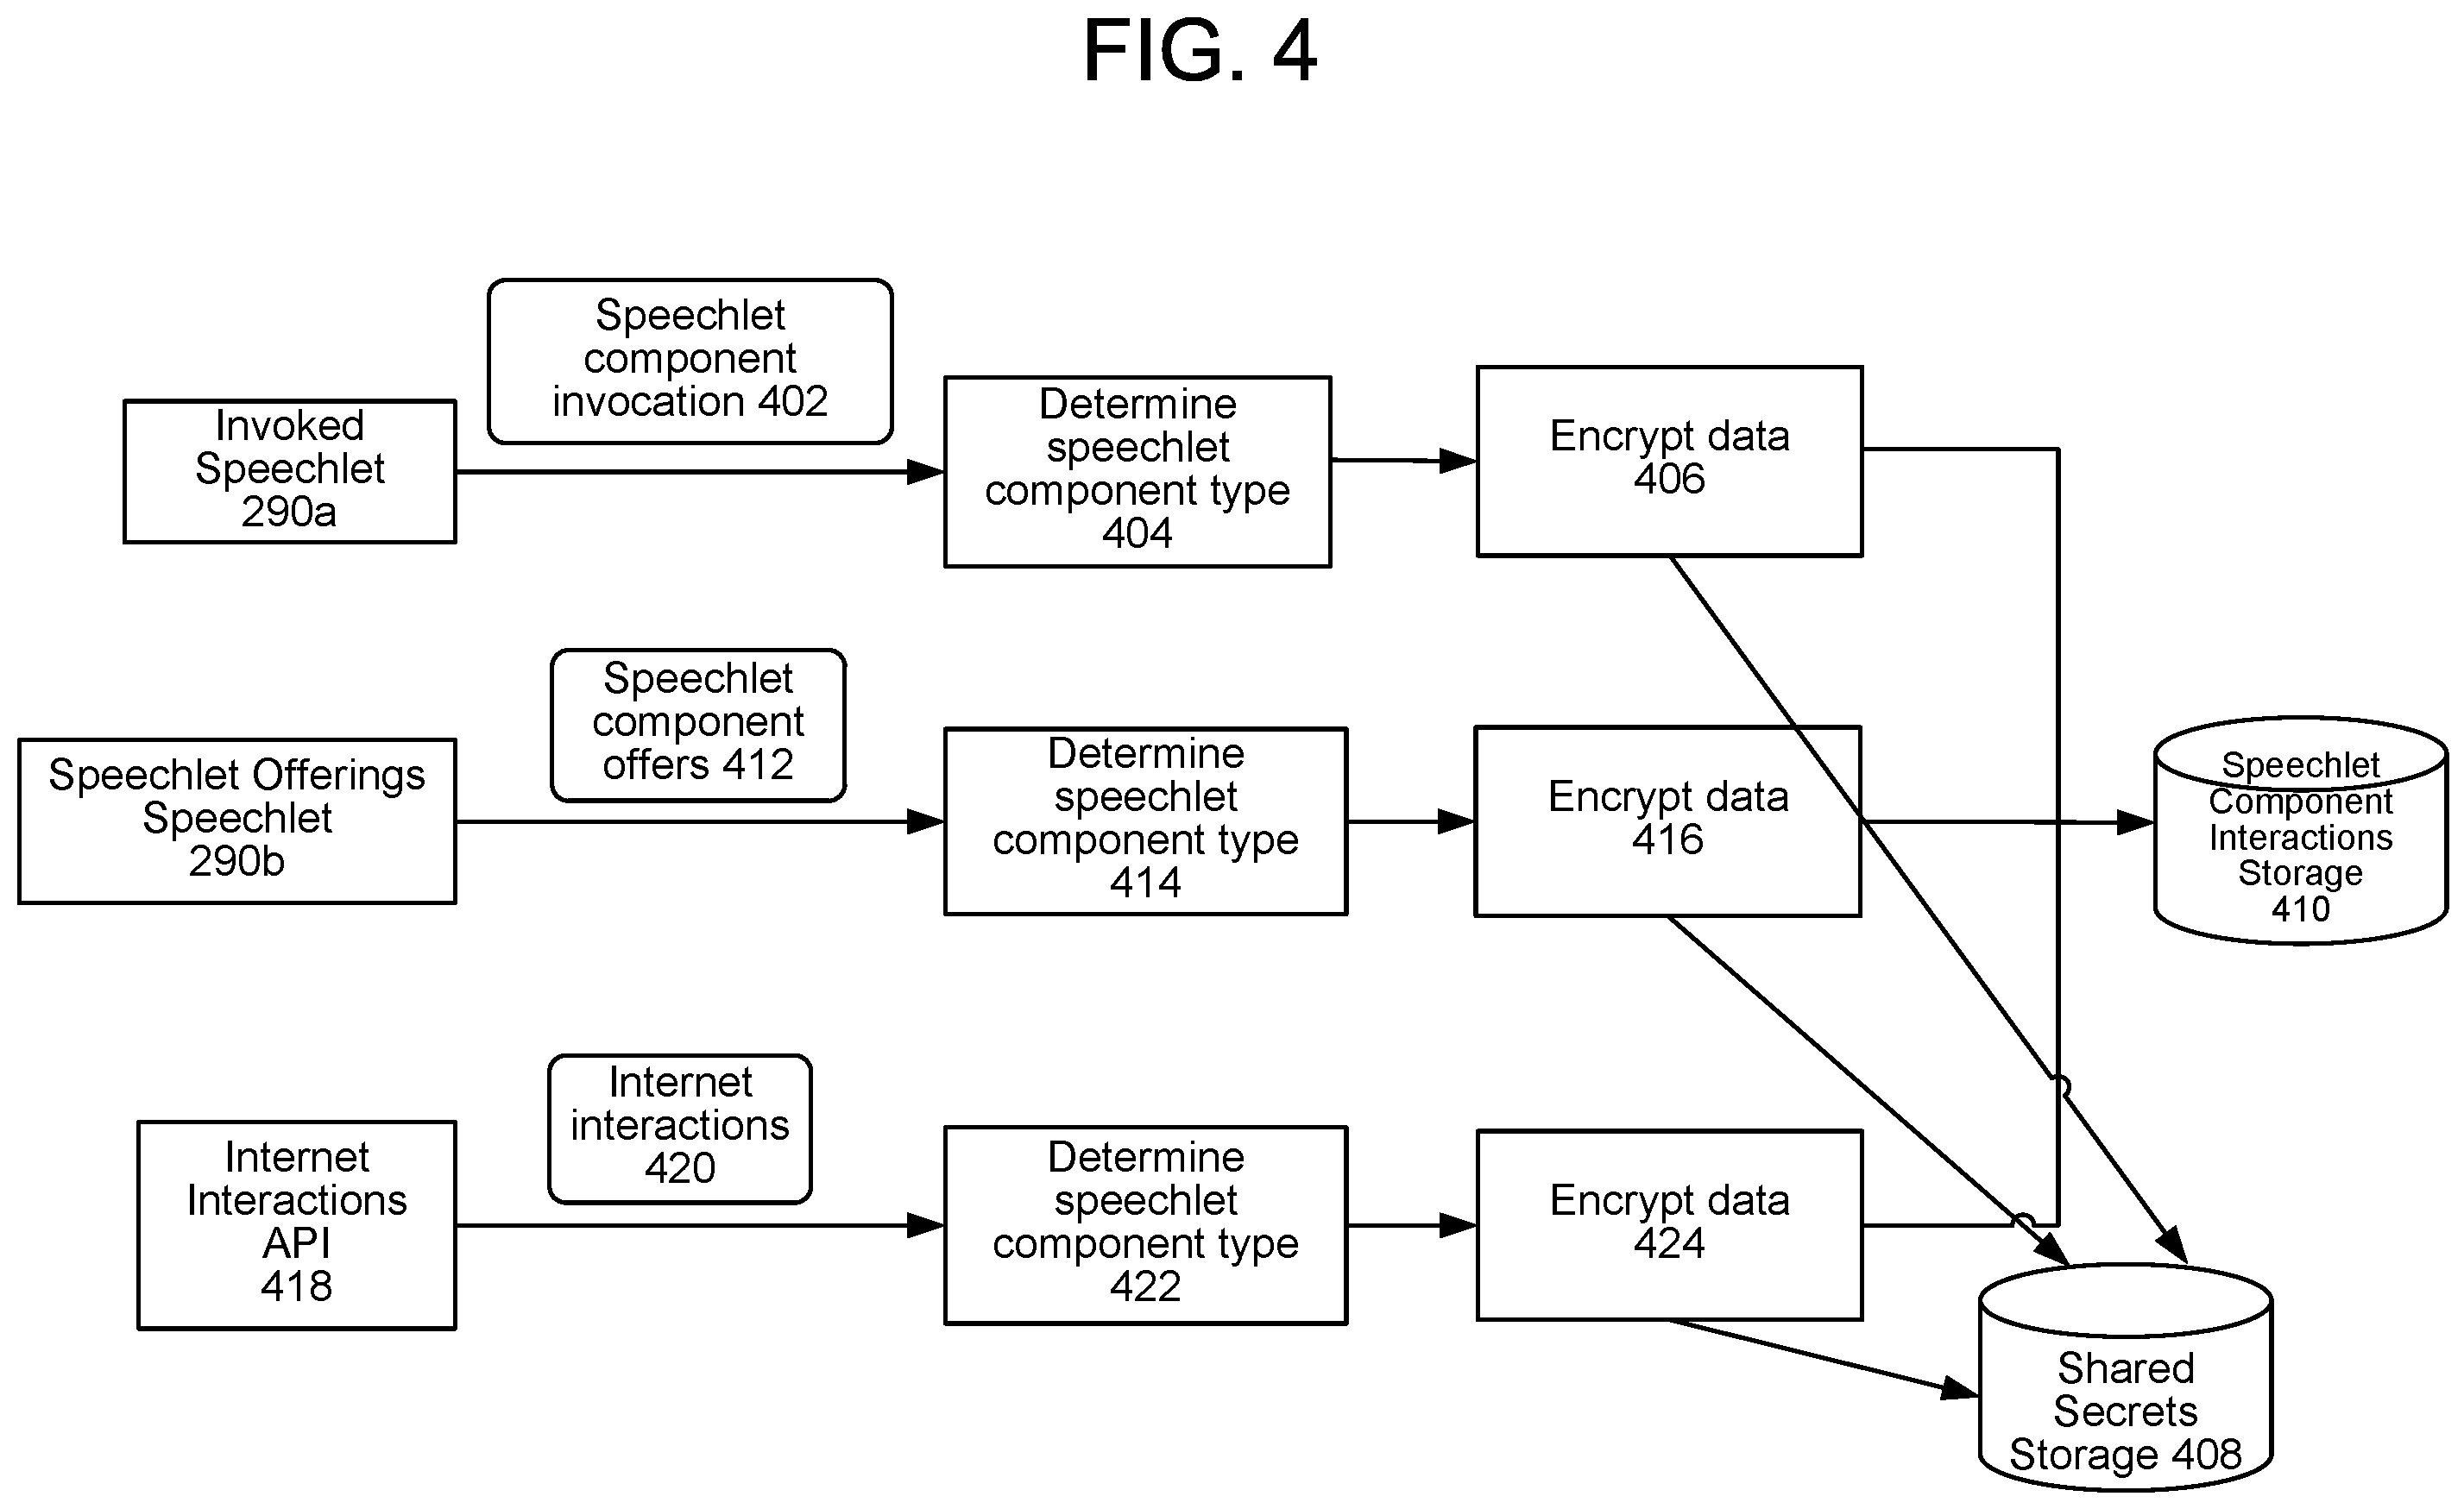 FIG. 4
Speechlet
component
invocation 402
Invoked
Speechlet
290a
Determine
speechlet
component type
404
Encrypt data
406
Speechlet
component
offers 412
Speechlet Offerings
Speechlet
290b
Determine
speechlet
component type
414
Encrypt data
416
Speechlet
Component
Interactions
Storage
410
Internet
interactions
420
Internet
Interactions
API
418
Determine
speechlet
component type
422
Encrypt data
424
Shared
Secrets
Storage 408